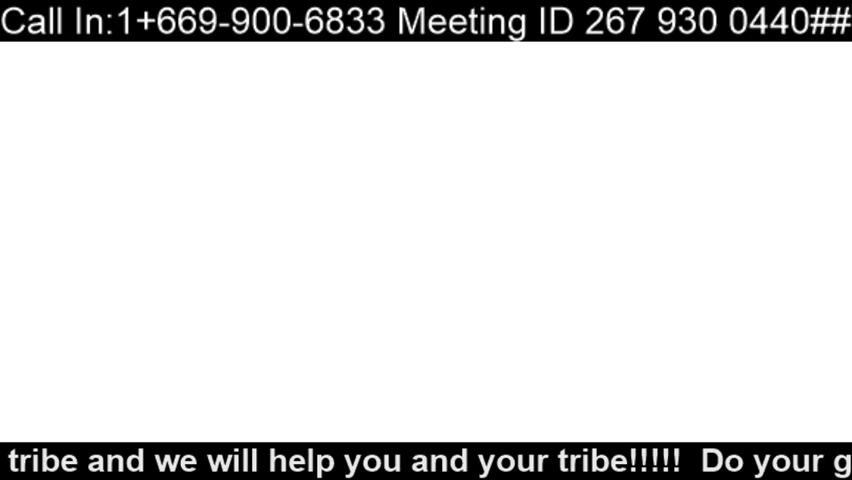 Call In:1+669-900-6833 Meeting ID 267 930 0440##
tribe and we will help you and your tribe!!!!!  Do your g